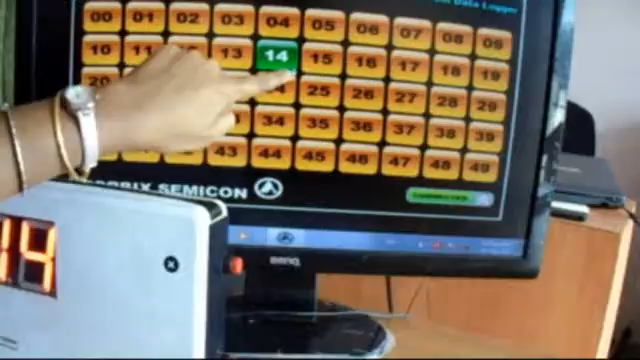 Data Logger
00 01 02 03 04 05 06 07 08 09
10 11 13 14 15 16 17 18 19
20 25 26 27 28 29
34 35 36 37 38 39
43 44 45 46 47 48 49
SEMICON
14
BenQ